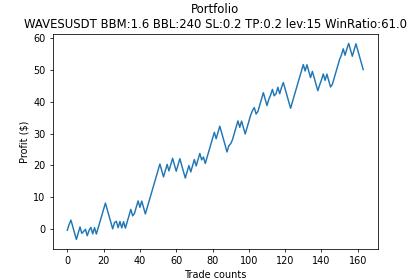 Portfolio
WAVESUSDT BBM:1.6 BBL:240 SL:0.2 TP:0.2 lev:15 WinRatio:61.0
60
50
40
30
20
10
0
Profit ($)
0 20 40 60 80 100 120 140 160
Trade counts